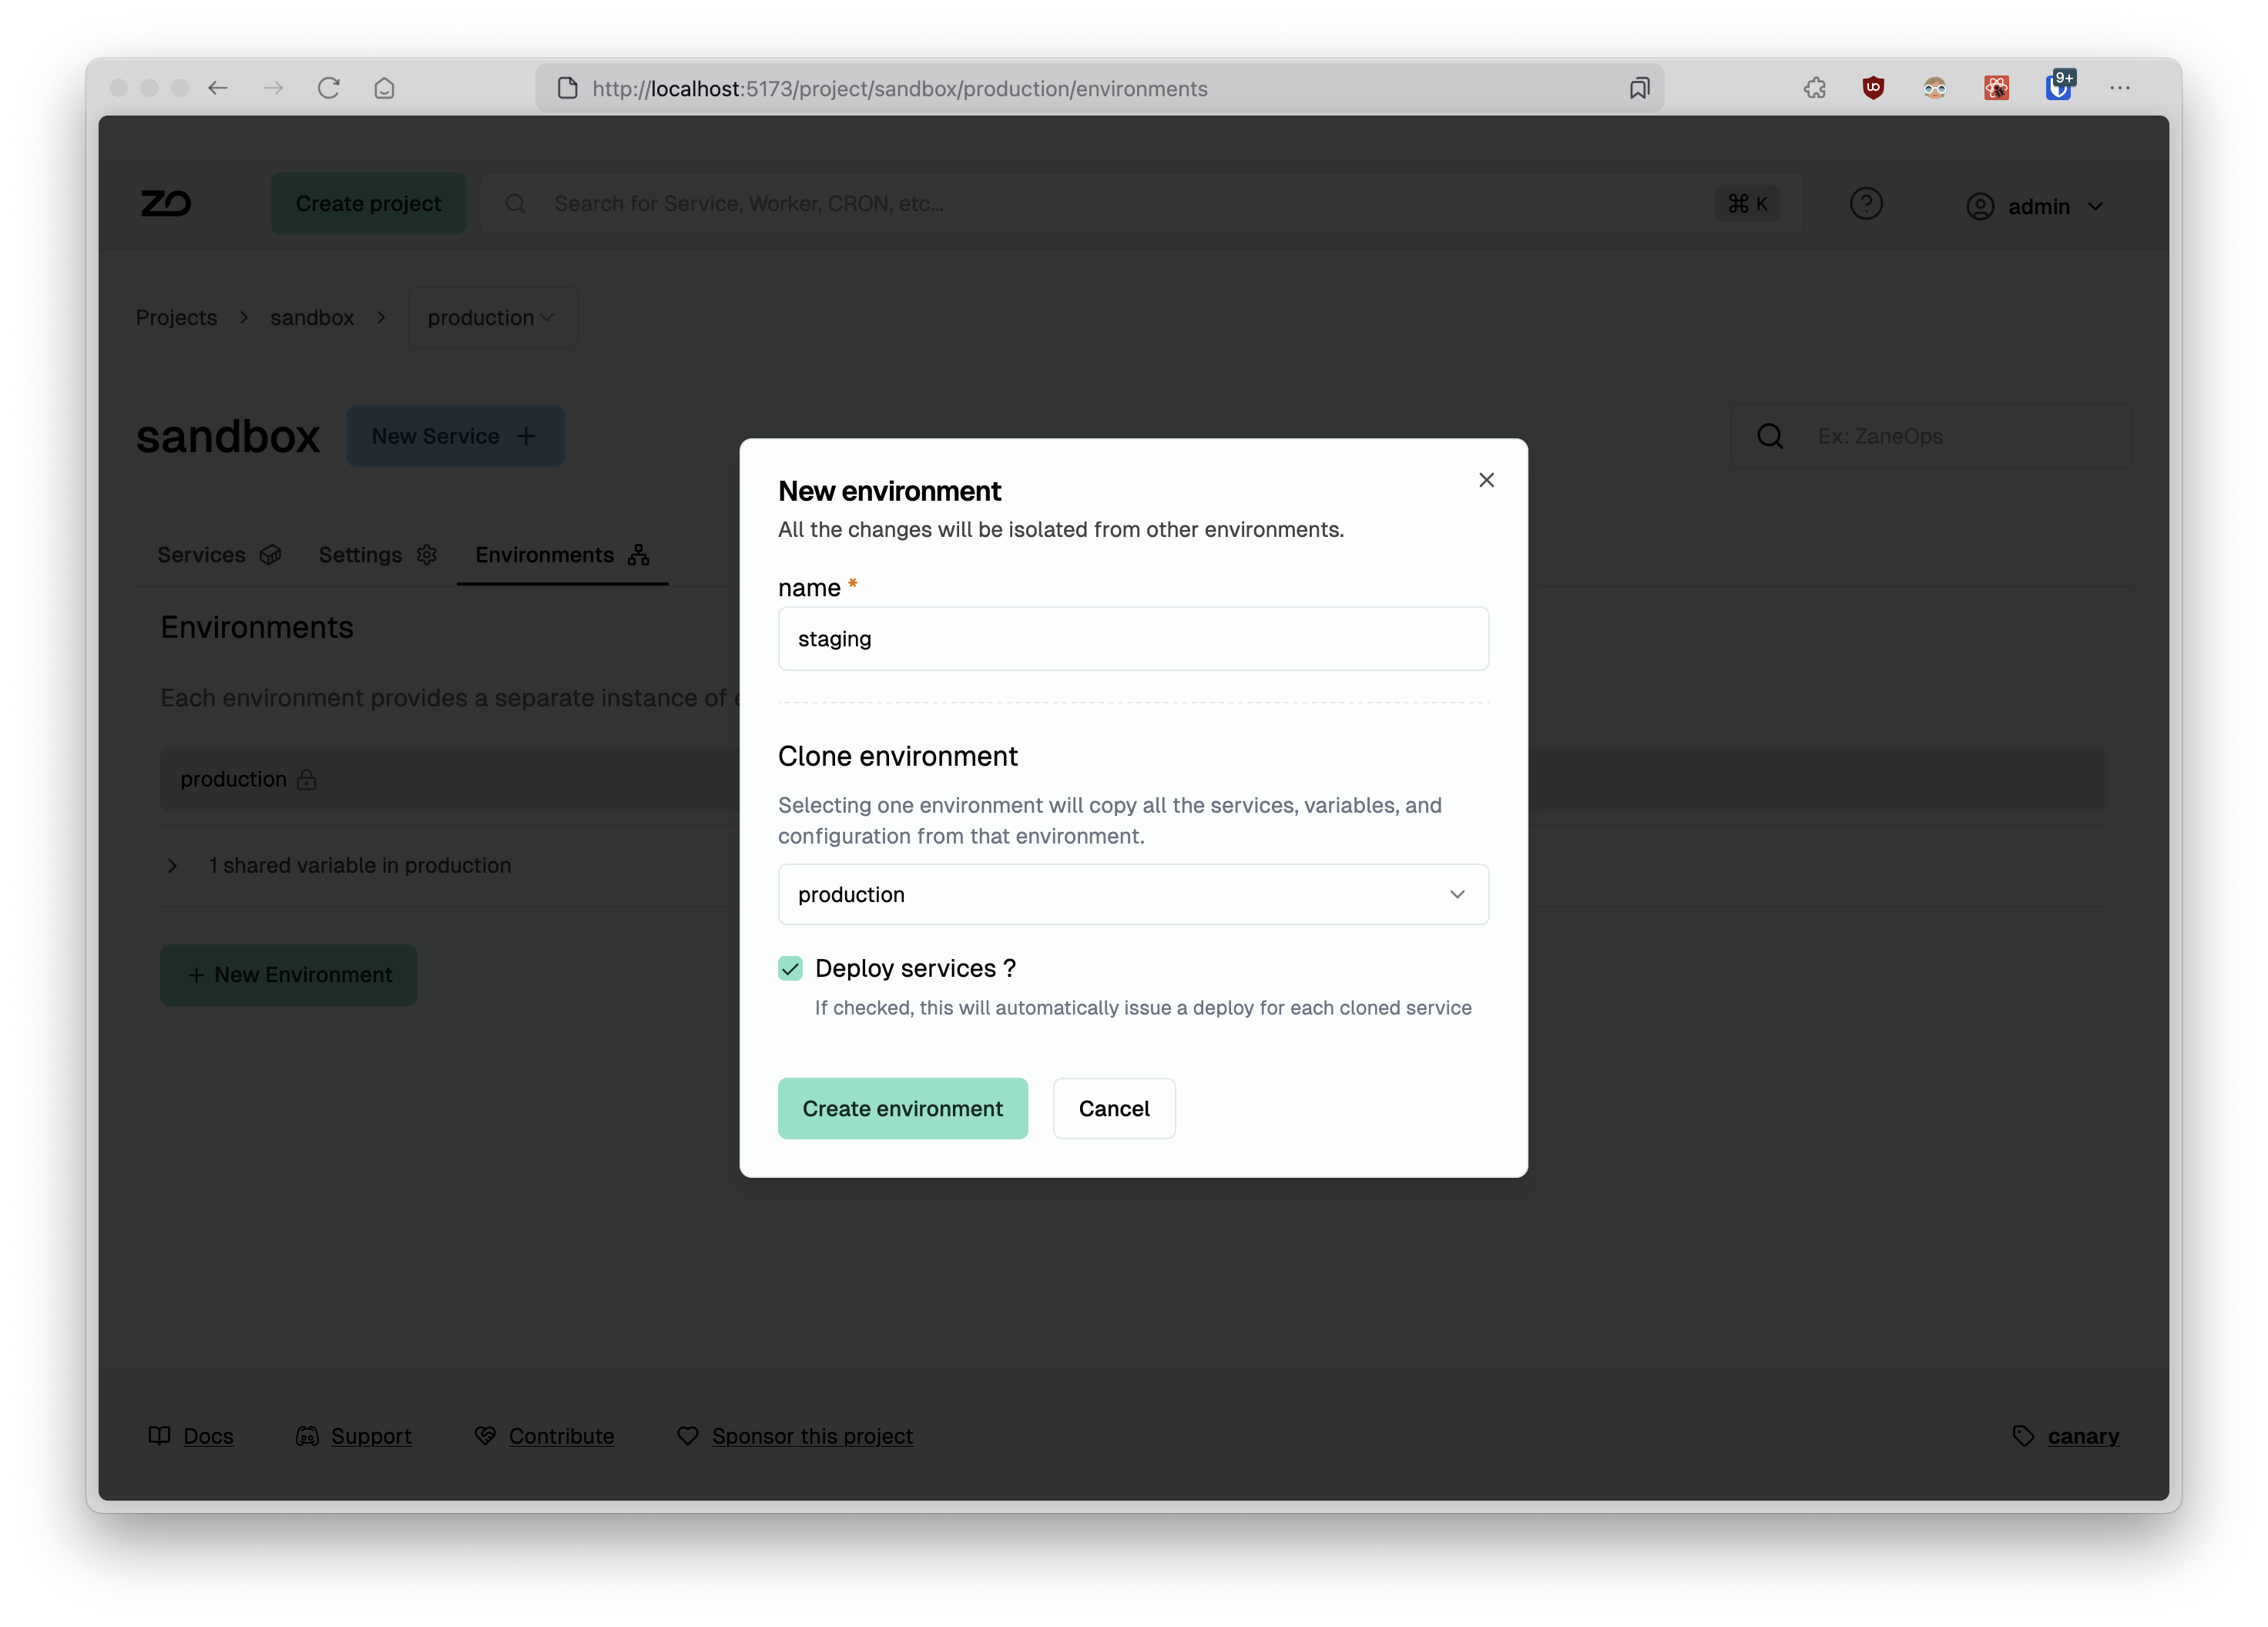 http://localhost:5173/project/sandbox/production/environments
9+
ZO
Create project
Search for Service, Worker, CRON, etc...
⌘ K
admin
Projects
sandbox
production
sandbox
New Service +
Ex: ZaneOps
Services
Settings
Environments
Environments
Each environment provides a separate instance of
production
1 shared variable in production
+ New Environment
New environment
All the changes will be isolated from other environments.
name *
staging
Clone environment
Selecting one environment will copy all the services, variables, and
configuration from that environment.
production
Deploy services ?
If checked, this will automatically issue a deploy for each cloned service
Create environment
Cancel
Docs
Support
Contribute
Sponsor this project
canary